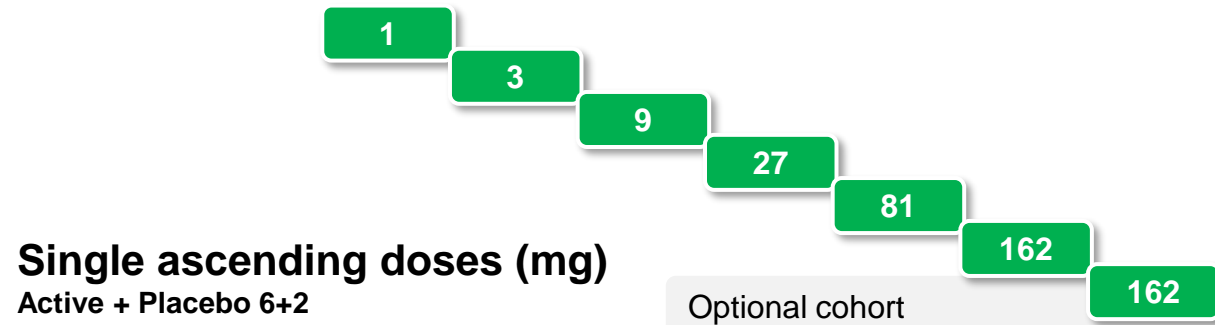 1
3
9
27
81
162
Single ascending doses (mg)
Active + Placebo 6+2
Optional cohort
162